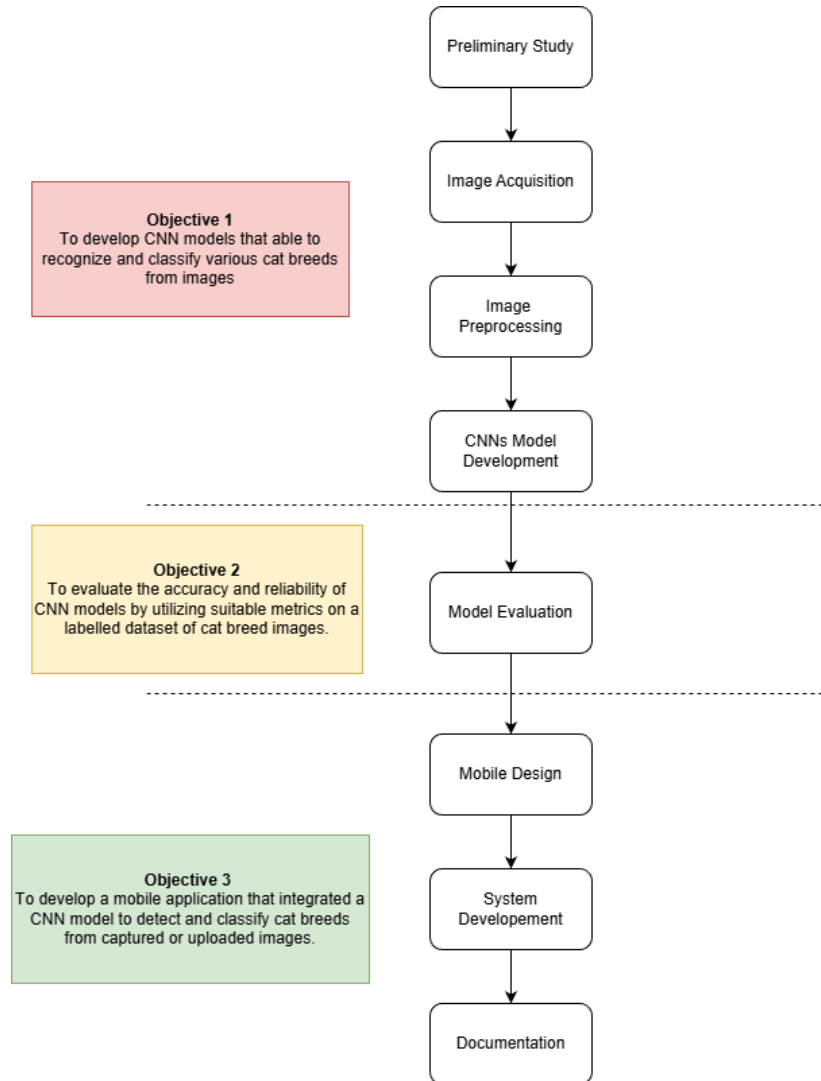 Preliminary Study
Image Acquisition
Objective 1
To develop CNN models that able to
recognize and classify various cat breeds
from images
Image
Preprocessing
CNNs Model
Development
Objective 2
To evaluate the accuracy and reliability of
CNN models by utilizing suitable metrics on a
labelled dataset of cat breed images.
Model Evaluation
Mobile Design
Objective 3
To develop a mobile application that integrated a
CNN model to detect and classify cat breeds
from captured or uploaded images.
System
Developement
Documentation